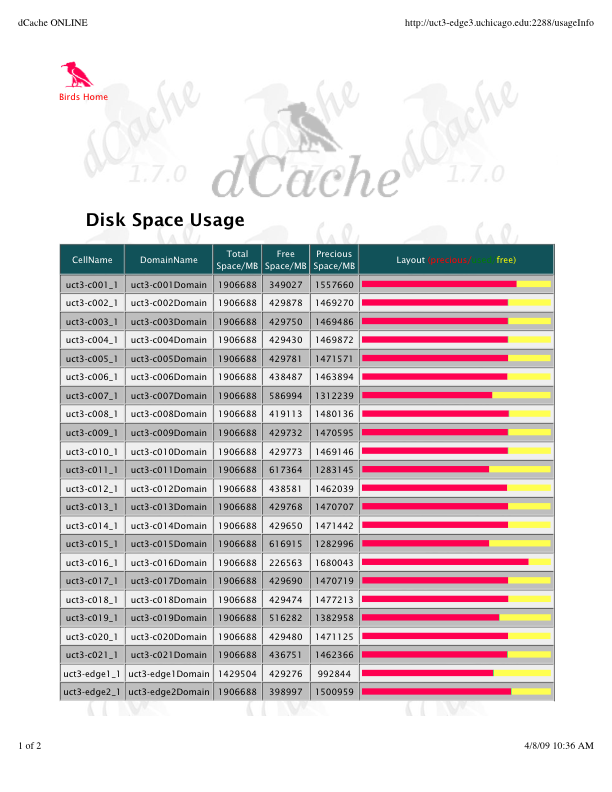 dCache ONLINE http://uct3-edge3.uchicago.edu:2288/usageInfo
Birds Home
dCache
1.7.0
dCache
dCache
1.7.0
Disk Space Usage
CellName DomainName Total Space/MB Free Space/MB Precious Space/MB Layout (precious/used/free)
uct3-c001_1 uct3-c001Domain 1906688 349027 1557660
uct3-c002_1 uct3-c002Domain 1906688 429878 1469270
uct3-c003_1 uct3-c003Domain 1906688 429750 1469486
uct3-c004_1 uct3-c004Domain 1906688 429430 1469872
uct3-c005_1 uct3-c005Domain 1906688 429781 1471571
uct3-c006_1 uct3-c006Domain 1906688 438487 1463894
uct3-c007_1 uct3-c007Domain 1906688 586994 1312239
uct3-c008_1 uct3-c008Domain 1906688 419113 1480136
uct3-c009_1 uct3-c009Domain 1906688 429732 1470595
uct3-c010_1 uct3-c010Domain 1906688 429773 1469146
uct3-c011_1 uct3-c011Domain 1906688 617364 1283145
uct3-c012_1 uct3-c012Domain 1906688 438581 1462039
uct3-c013_1 uct3-c013Domain 1906688 429768 1470707
uct3-c014_1 uct3-c014Domain 1906688 429650 1471442
uct3-c015_1 uct3-c015Domain 1906688 616915 1282996
uct3-c016_1 uct3-c016Domain 1906688 226563 1680043
uct3-c017_1 uct3-c017Domain 1906688 429690 1470719
uct3-c018_1 uct3-c018Domain 1906688 429474 1477213
uct3-c019_1 uct3-c019Domain 1906688 516282 1382958
uct3-c020_1 uct3-c020Domain 1906688 429480 1471125
uct3-c021_1 uct3-c021Domain 1906688 436751 1462366
uct3-edge1_1 uct3-edge1Domain 1429504 429276 992844
uct3-edge2_1 uct3-edge2Domain 1906688 398997 1500959
1 of 2 4/8/09 10:36 AM